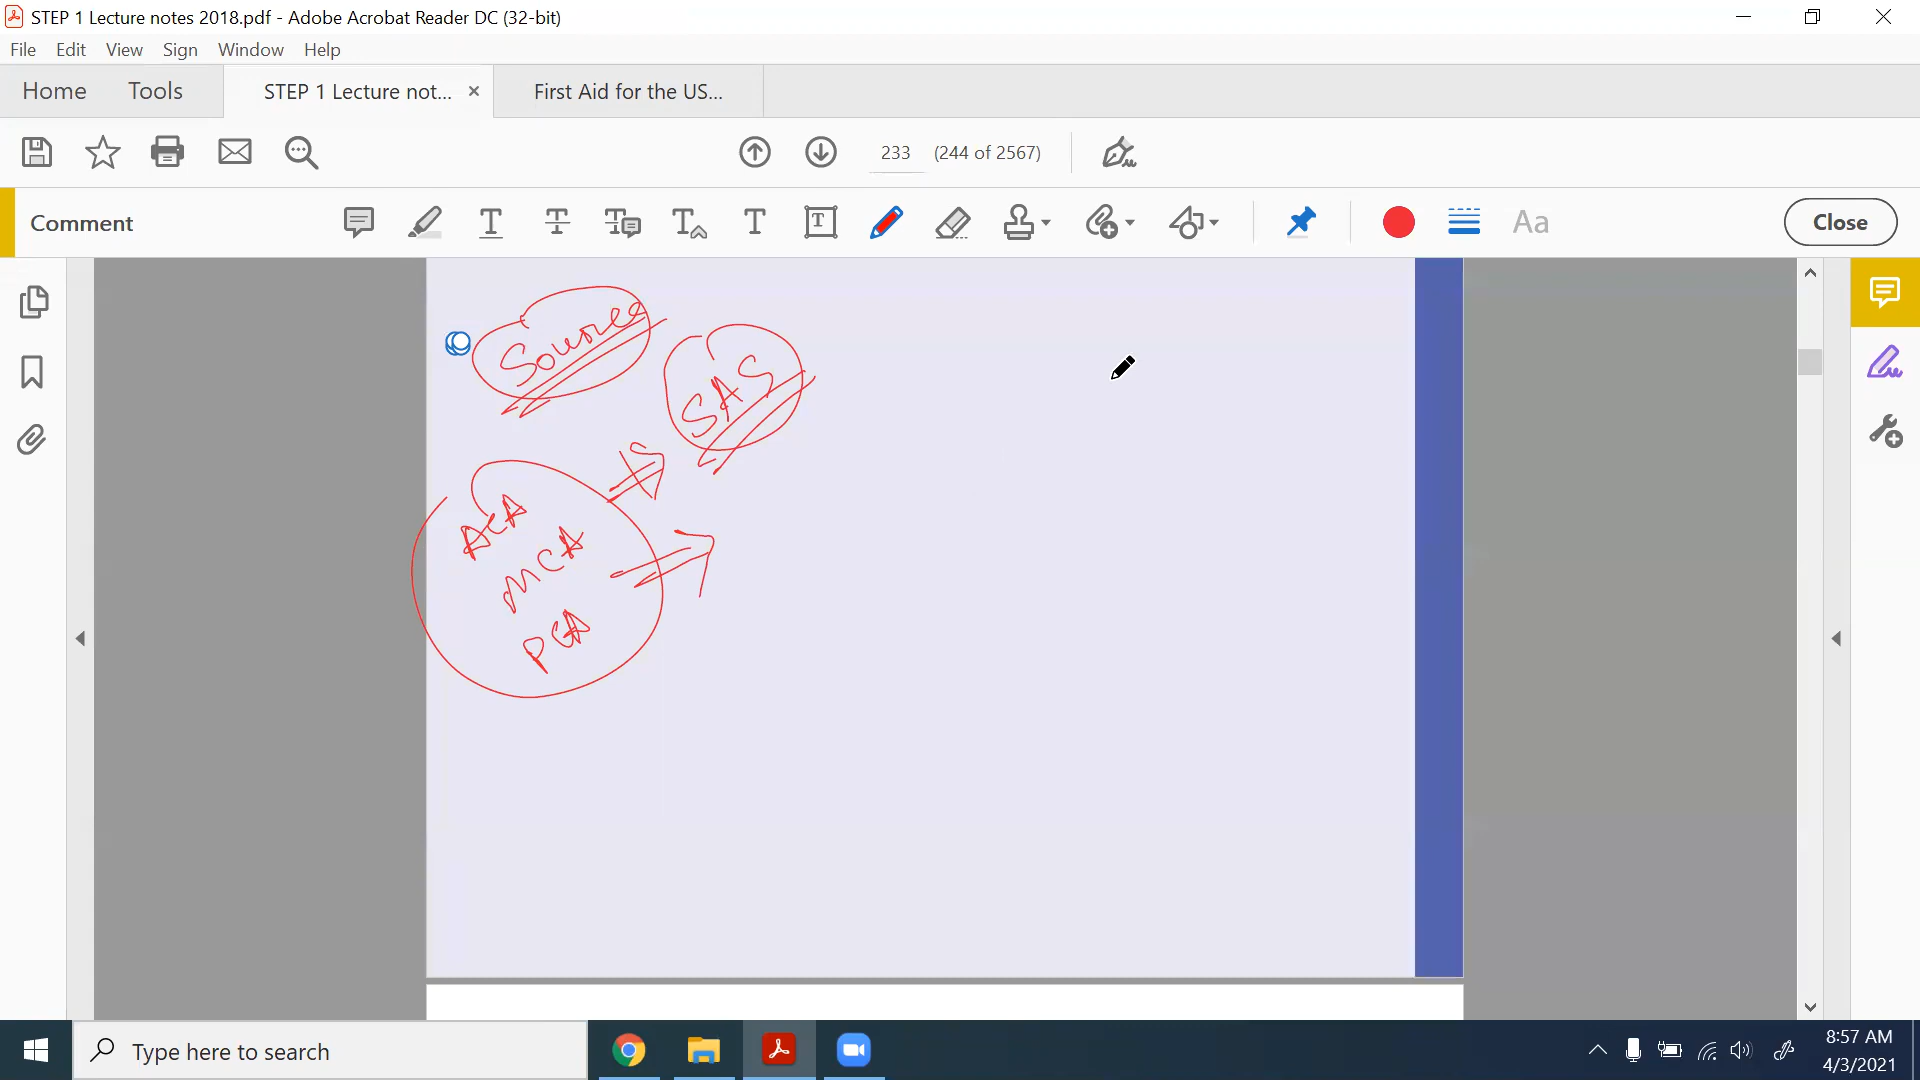 STEP 1 Lecture notes 2018.pdf - Adobe Acrobat Reader DC (32-bit)
File Edit View Sign Window Help
Home Tools STEP 1 Lecture not... × First Aid for the US...
233 (244 of 2567)
Comment Aa Close
Source
SAS
ACA
MCA
PCA
Type here to search
8:57 AM
4/3/2021